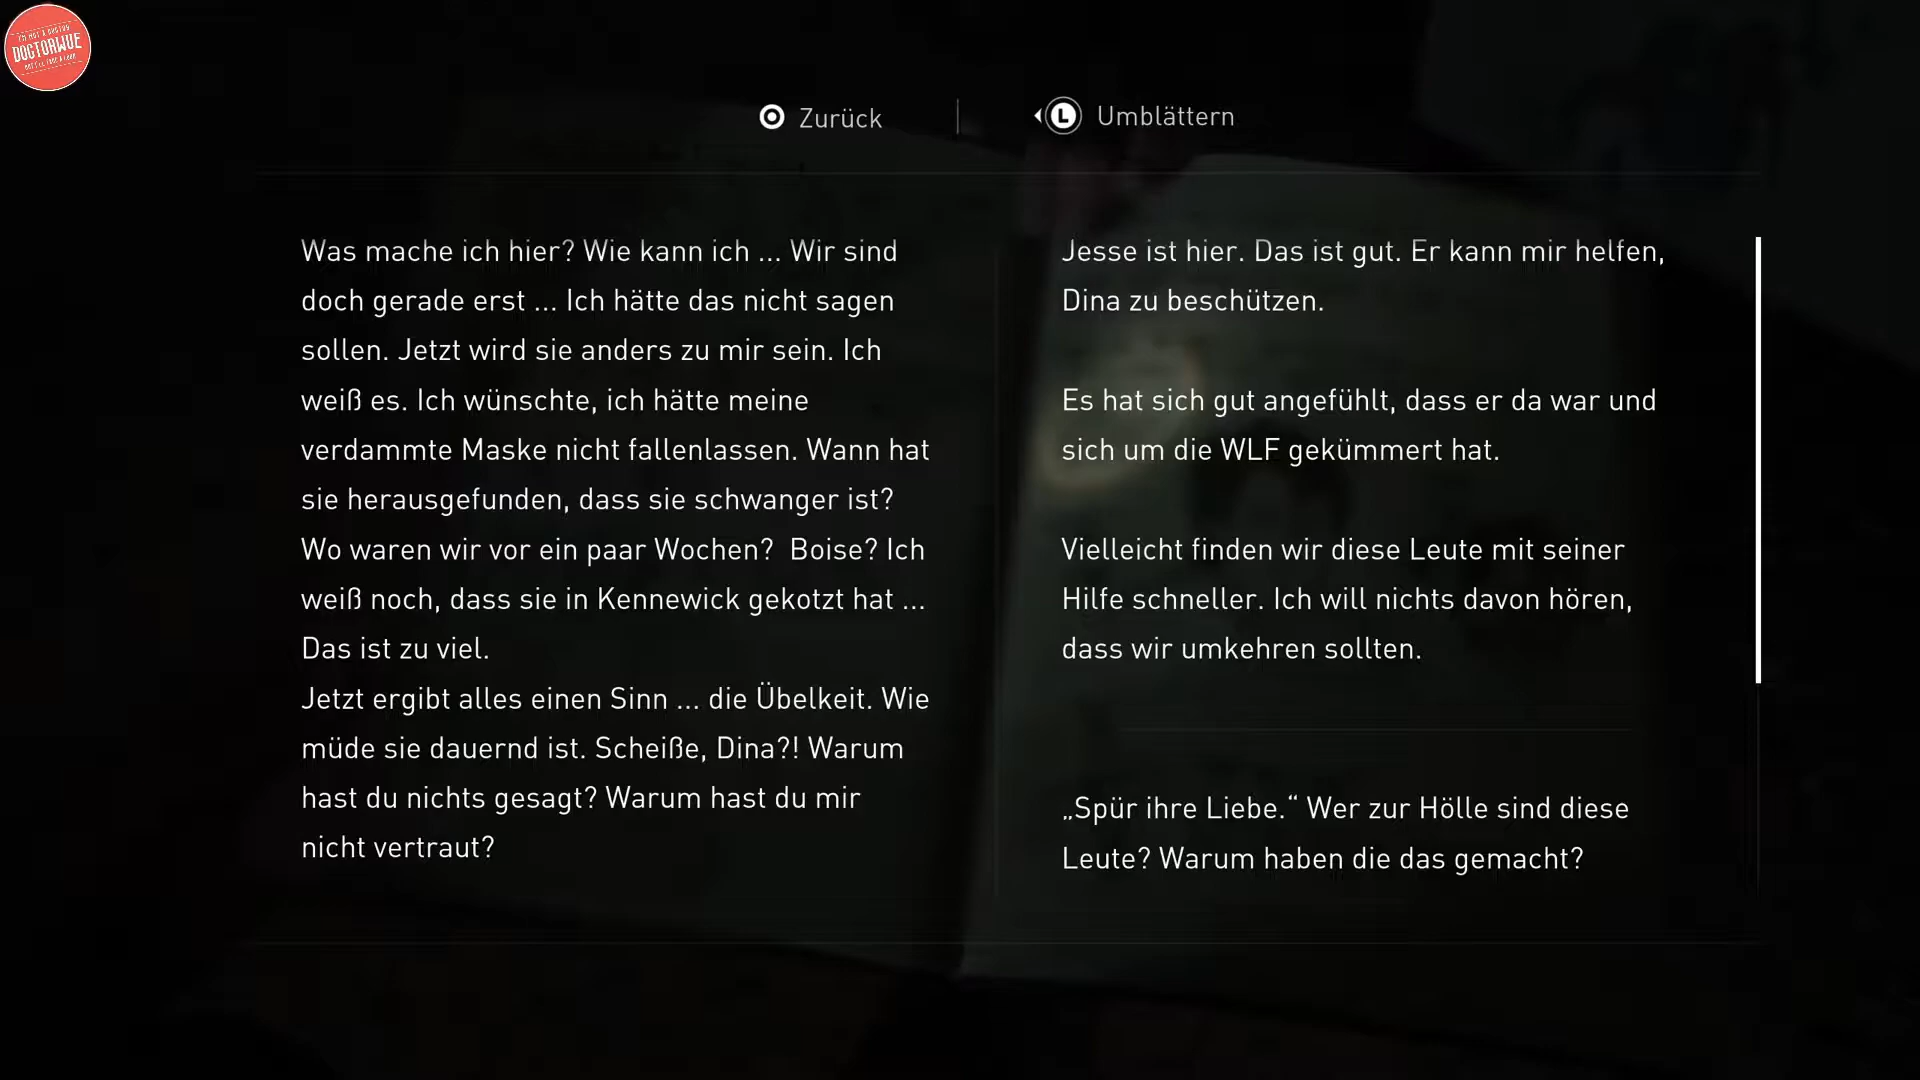 I'M NOT A DOCTOR
DOCTORWUE
Zurück
L Umblättern
Was mache ich hier? Wie kann ich ... Wir sind
doch gerade erst ... Ich hätte das nicht sagen
sollen. Jetzt wird sie anders zu mir sein. Ich
weiß es. Ich wünschte, ich hätte meine
verdammte Maske nicht fallenlassen. Wann hat
sie herausgefunden, dass sie schwanger ist?
Wo waren wir vor ein paar Wochen?  Boise? Ich
weiß noch, dass sie in Kennewick gekotzt hat ...
Das ist zu viel.
Jetzt ergibt alles einen Sinn ... die Übelkeit. Wie
müde sie dauernd ist. Scheiße, Dina?! Warum
hast du nichts gesagt? Warum hast du mir
nicht vertraut?
Jesse ist hier. Das ist gut. Er kann mir helfen,
Dina zu beschützen.
Es hat sich gut angefühlt, dass er da war und
sich um die WLF gekümmert hat.
Vielleicht finden wir diese Leute mit seiner
Hilfe schneller. Ich will nichts davon hören,
dass wir umkehren sollten.
„Spür ihre Liebe.“ Wer zur Hölle sind diese
Leute? Warum haben die das gemacht?